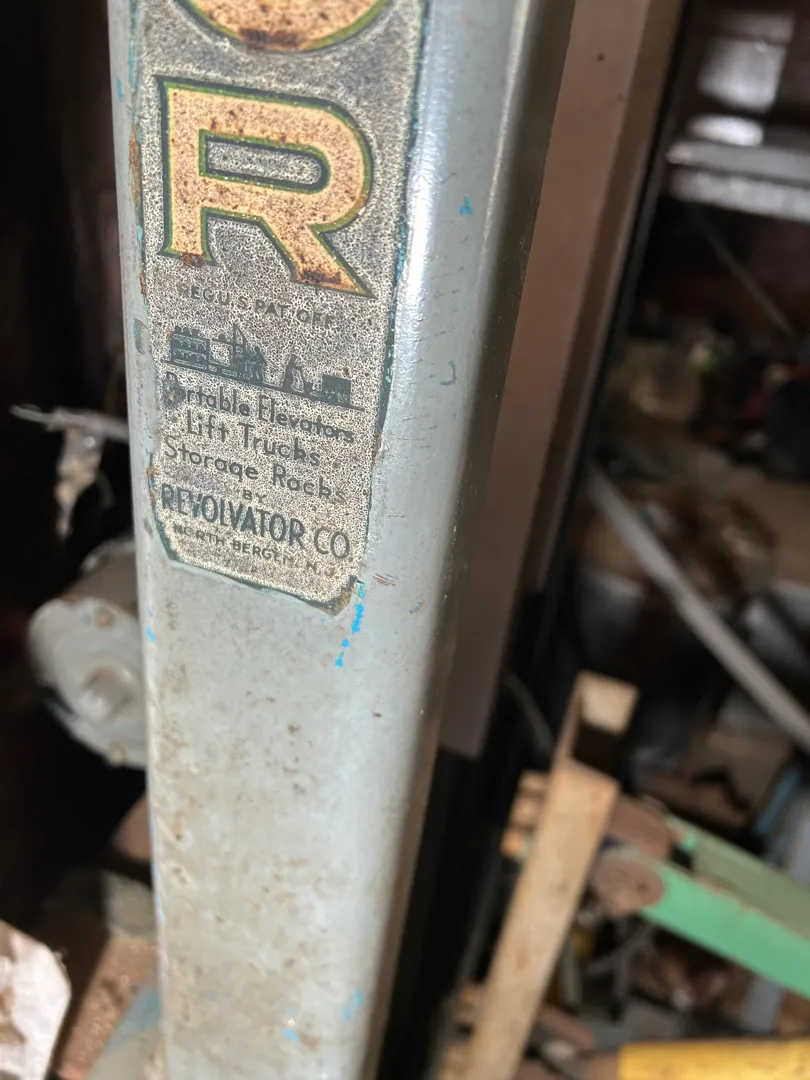 O
R
REG.U.S.PAT.OFF.
Portable Elevators
Lift Trucks
Storage Racks
BY
REVOLVATOR CO.
NORTH BERGEN, N.J.